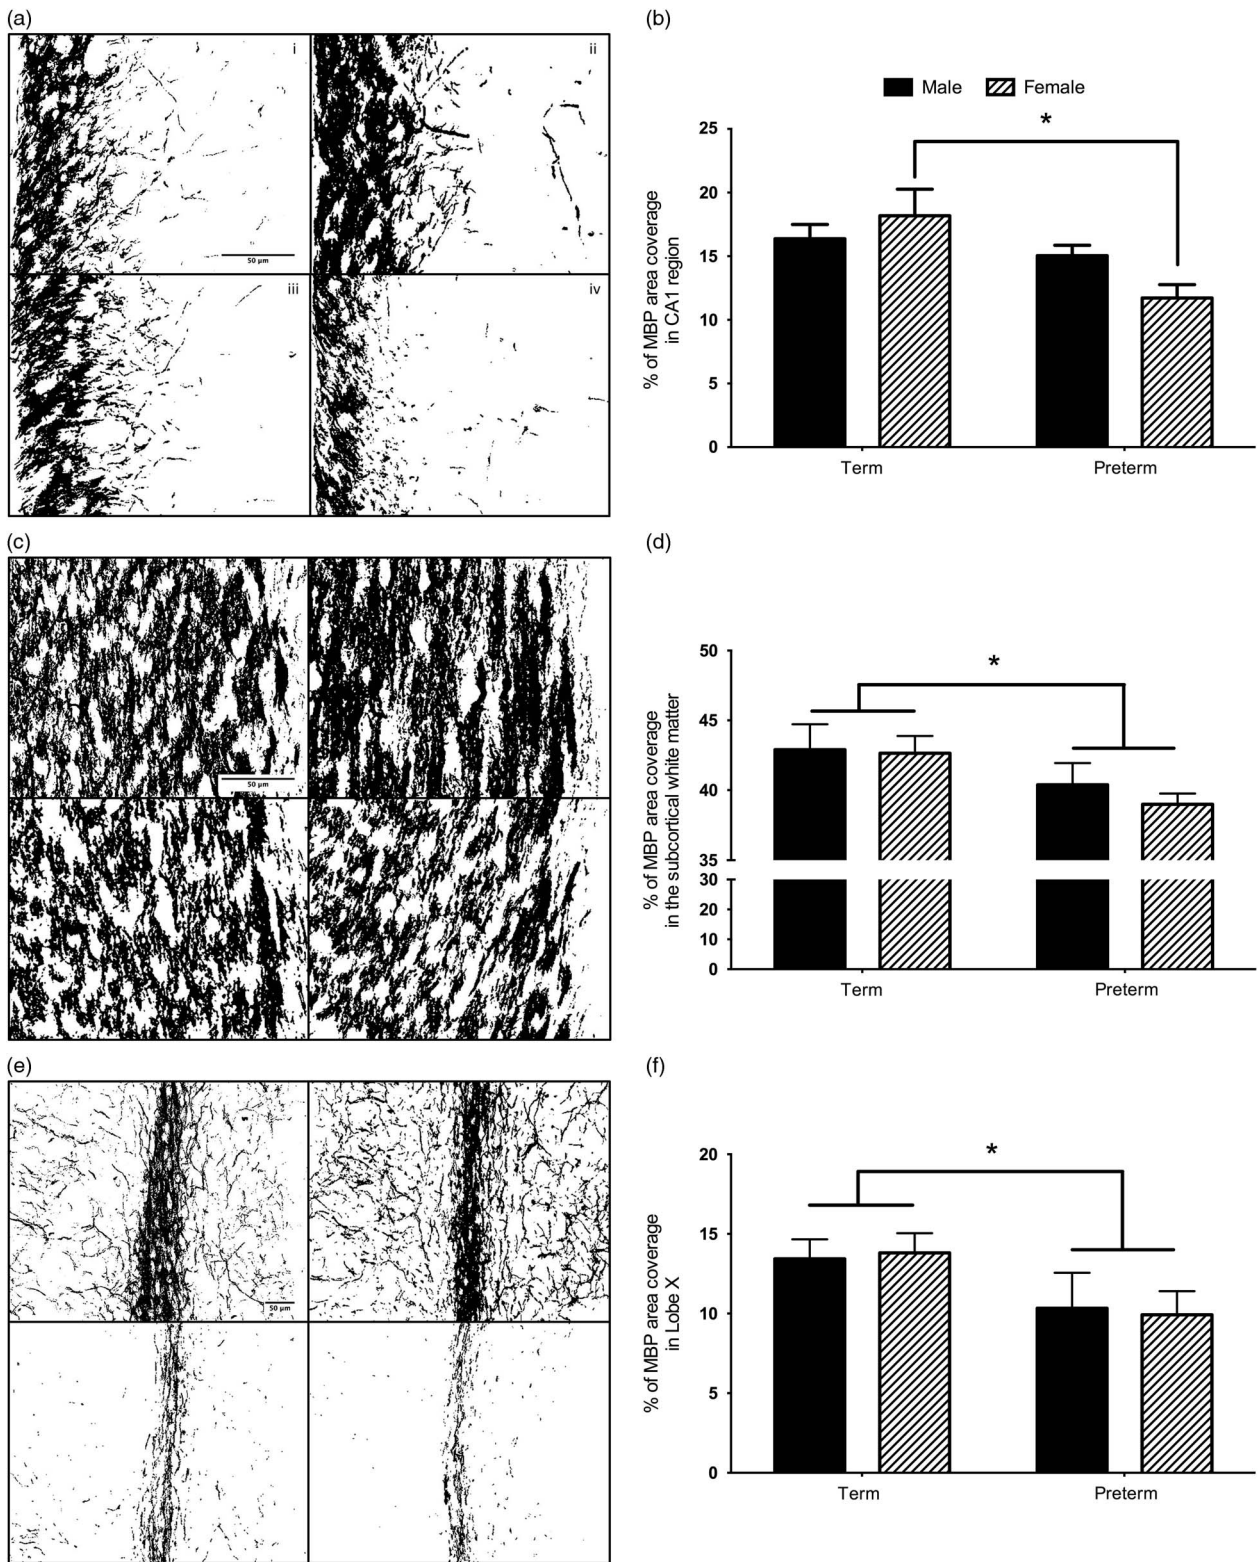 (a)
i
ii
50 µm
iii
iv
(b)
Male
Female
*
% of MBP area coverage
in CA1 region
25
20
15
10
5
0
Term
Preterm
(c)
50 µm
(d)
*
% of MBP area coverage
in the subcortical white matter
50
45
40
35
30
20
10
0
Term
Preterm
(e)
50 µm
(f)
*
% of MBP area coverage
in Lobe X
20
15
10
5
0
Term
Preterm